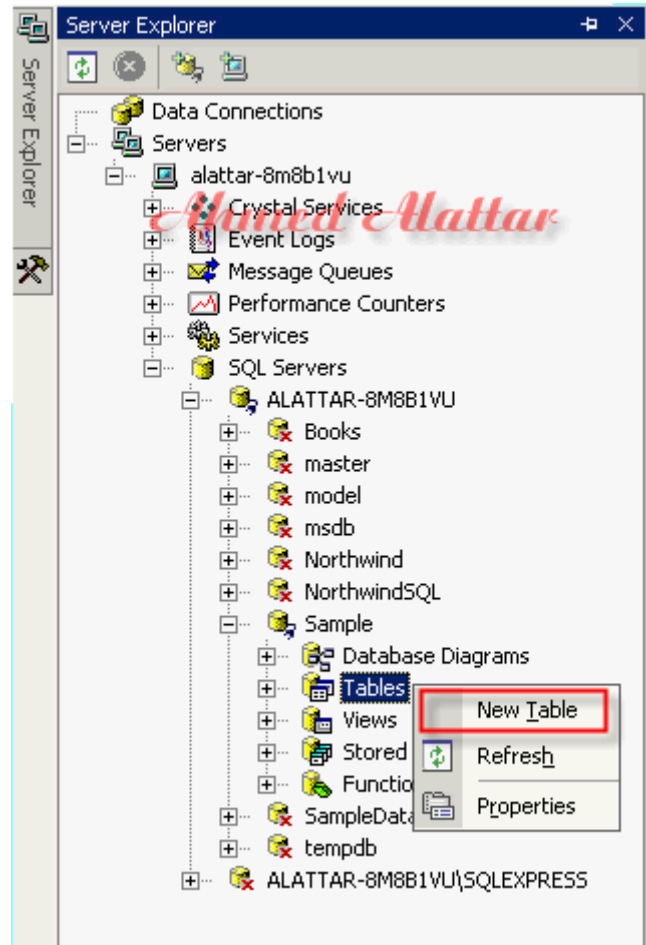 Server Explorer
Server Explorer
Data Connections
Servers
alattar-8m8b1vu
Crystal Services
Ahmed Alattar
Event Logs
Message Queues
Performance Counters
Services
SQL Servers
ALATTAR-8M8B1VU
Books
master
model
msdb
Northwind
NorthwindSQL
Sample
Database Diagrams
Tables
New Table
Views
Stored
Refresh
Functio
Properties
SampleData
tempdb
ALATTAR-8M8B1VU\SQLEXPRESS